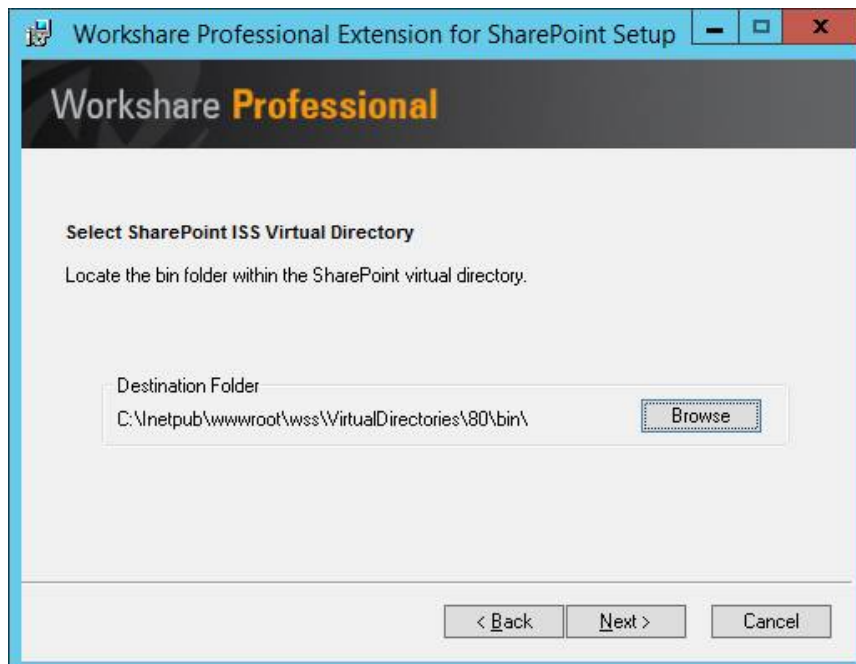 Workshare Professional Extension for SharePoint Setup
Workshare Professional
Select SharePoint ISS Virtual Directory
Locate the bin folder within the SharePoint virtual directory.
Destination Folder
C:\Inetpub\wwwroot\wss\VirtualDirectories\80\bin\
Browse
< Back Next > Cancel